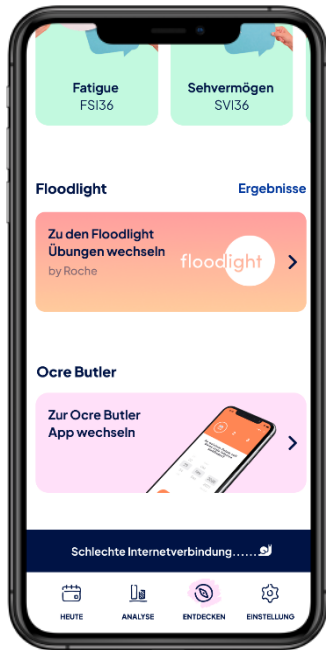 Fatigue
FSI36
Sehvermögen
SVI36
Floodlight
Ergebnisse
Zu den Floodlight
Übungen wechseln
by Roche
floodlight
Ocre Butler
Zur Ocre Butler
App wechseln
Schlechte Internetverbindung......
HEUTE
ANALYSE
ENTDECKEN
EINSTELLUNG